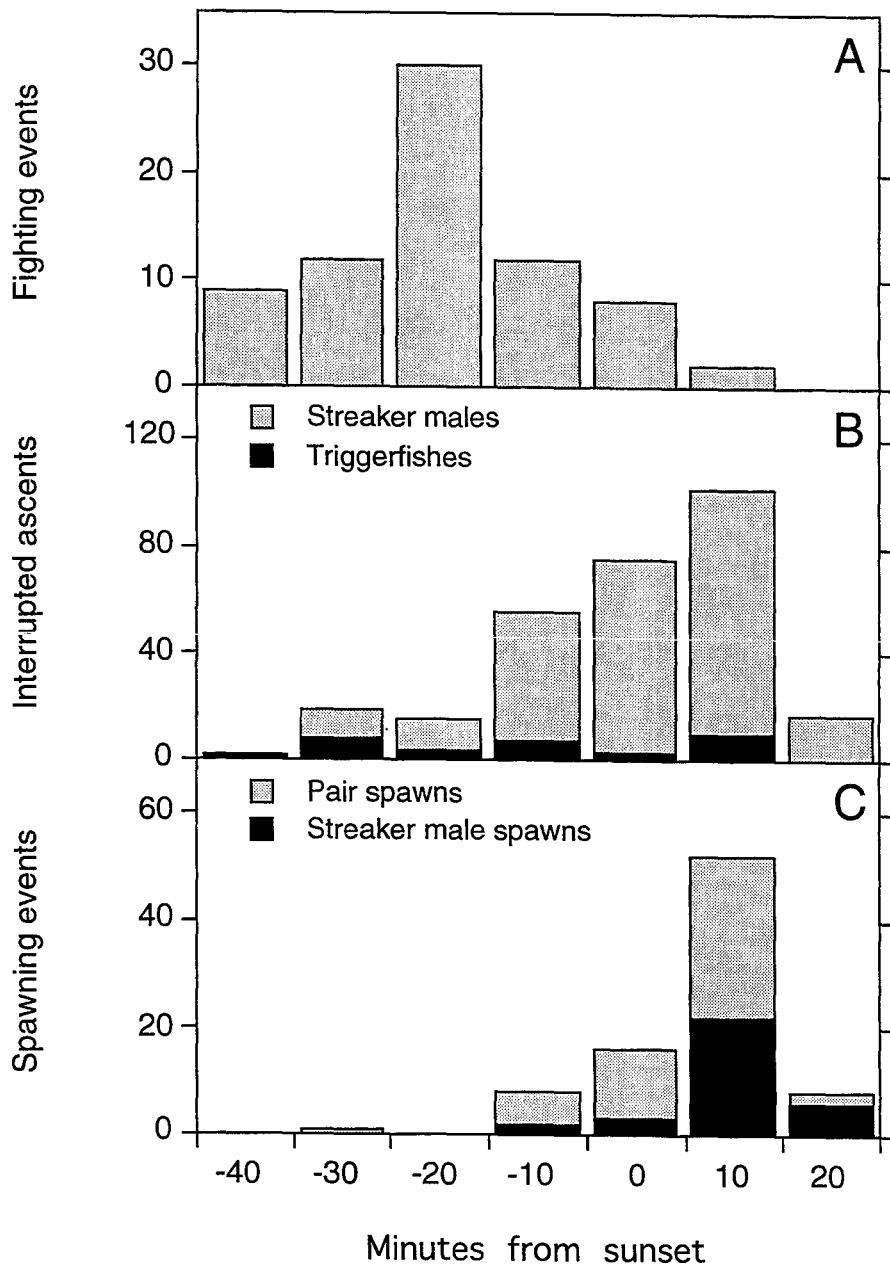 A
Fighting events
30
20
10
0
B
Streaker males
Triggerfishes
Interrupted ascents
120
80
40
0
C
Pair spawns
Streaker male spawns
Spawning events
60
40
20
0
-40 -30 -20 -10 0 10 20
Minutes from sunset